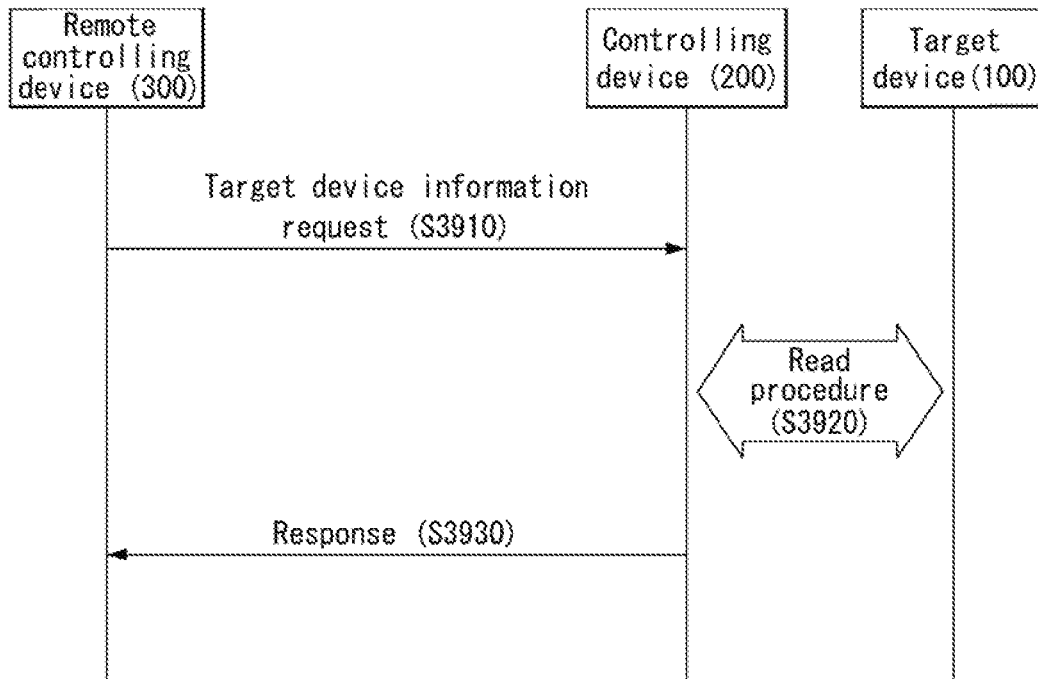 Remote
controlling
device (300)
Controlling
device (200)
Target
device(100)
Target device information
request (S3910)
Read
procedure
(S3920)
Response (S3930)